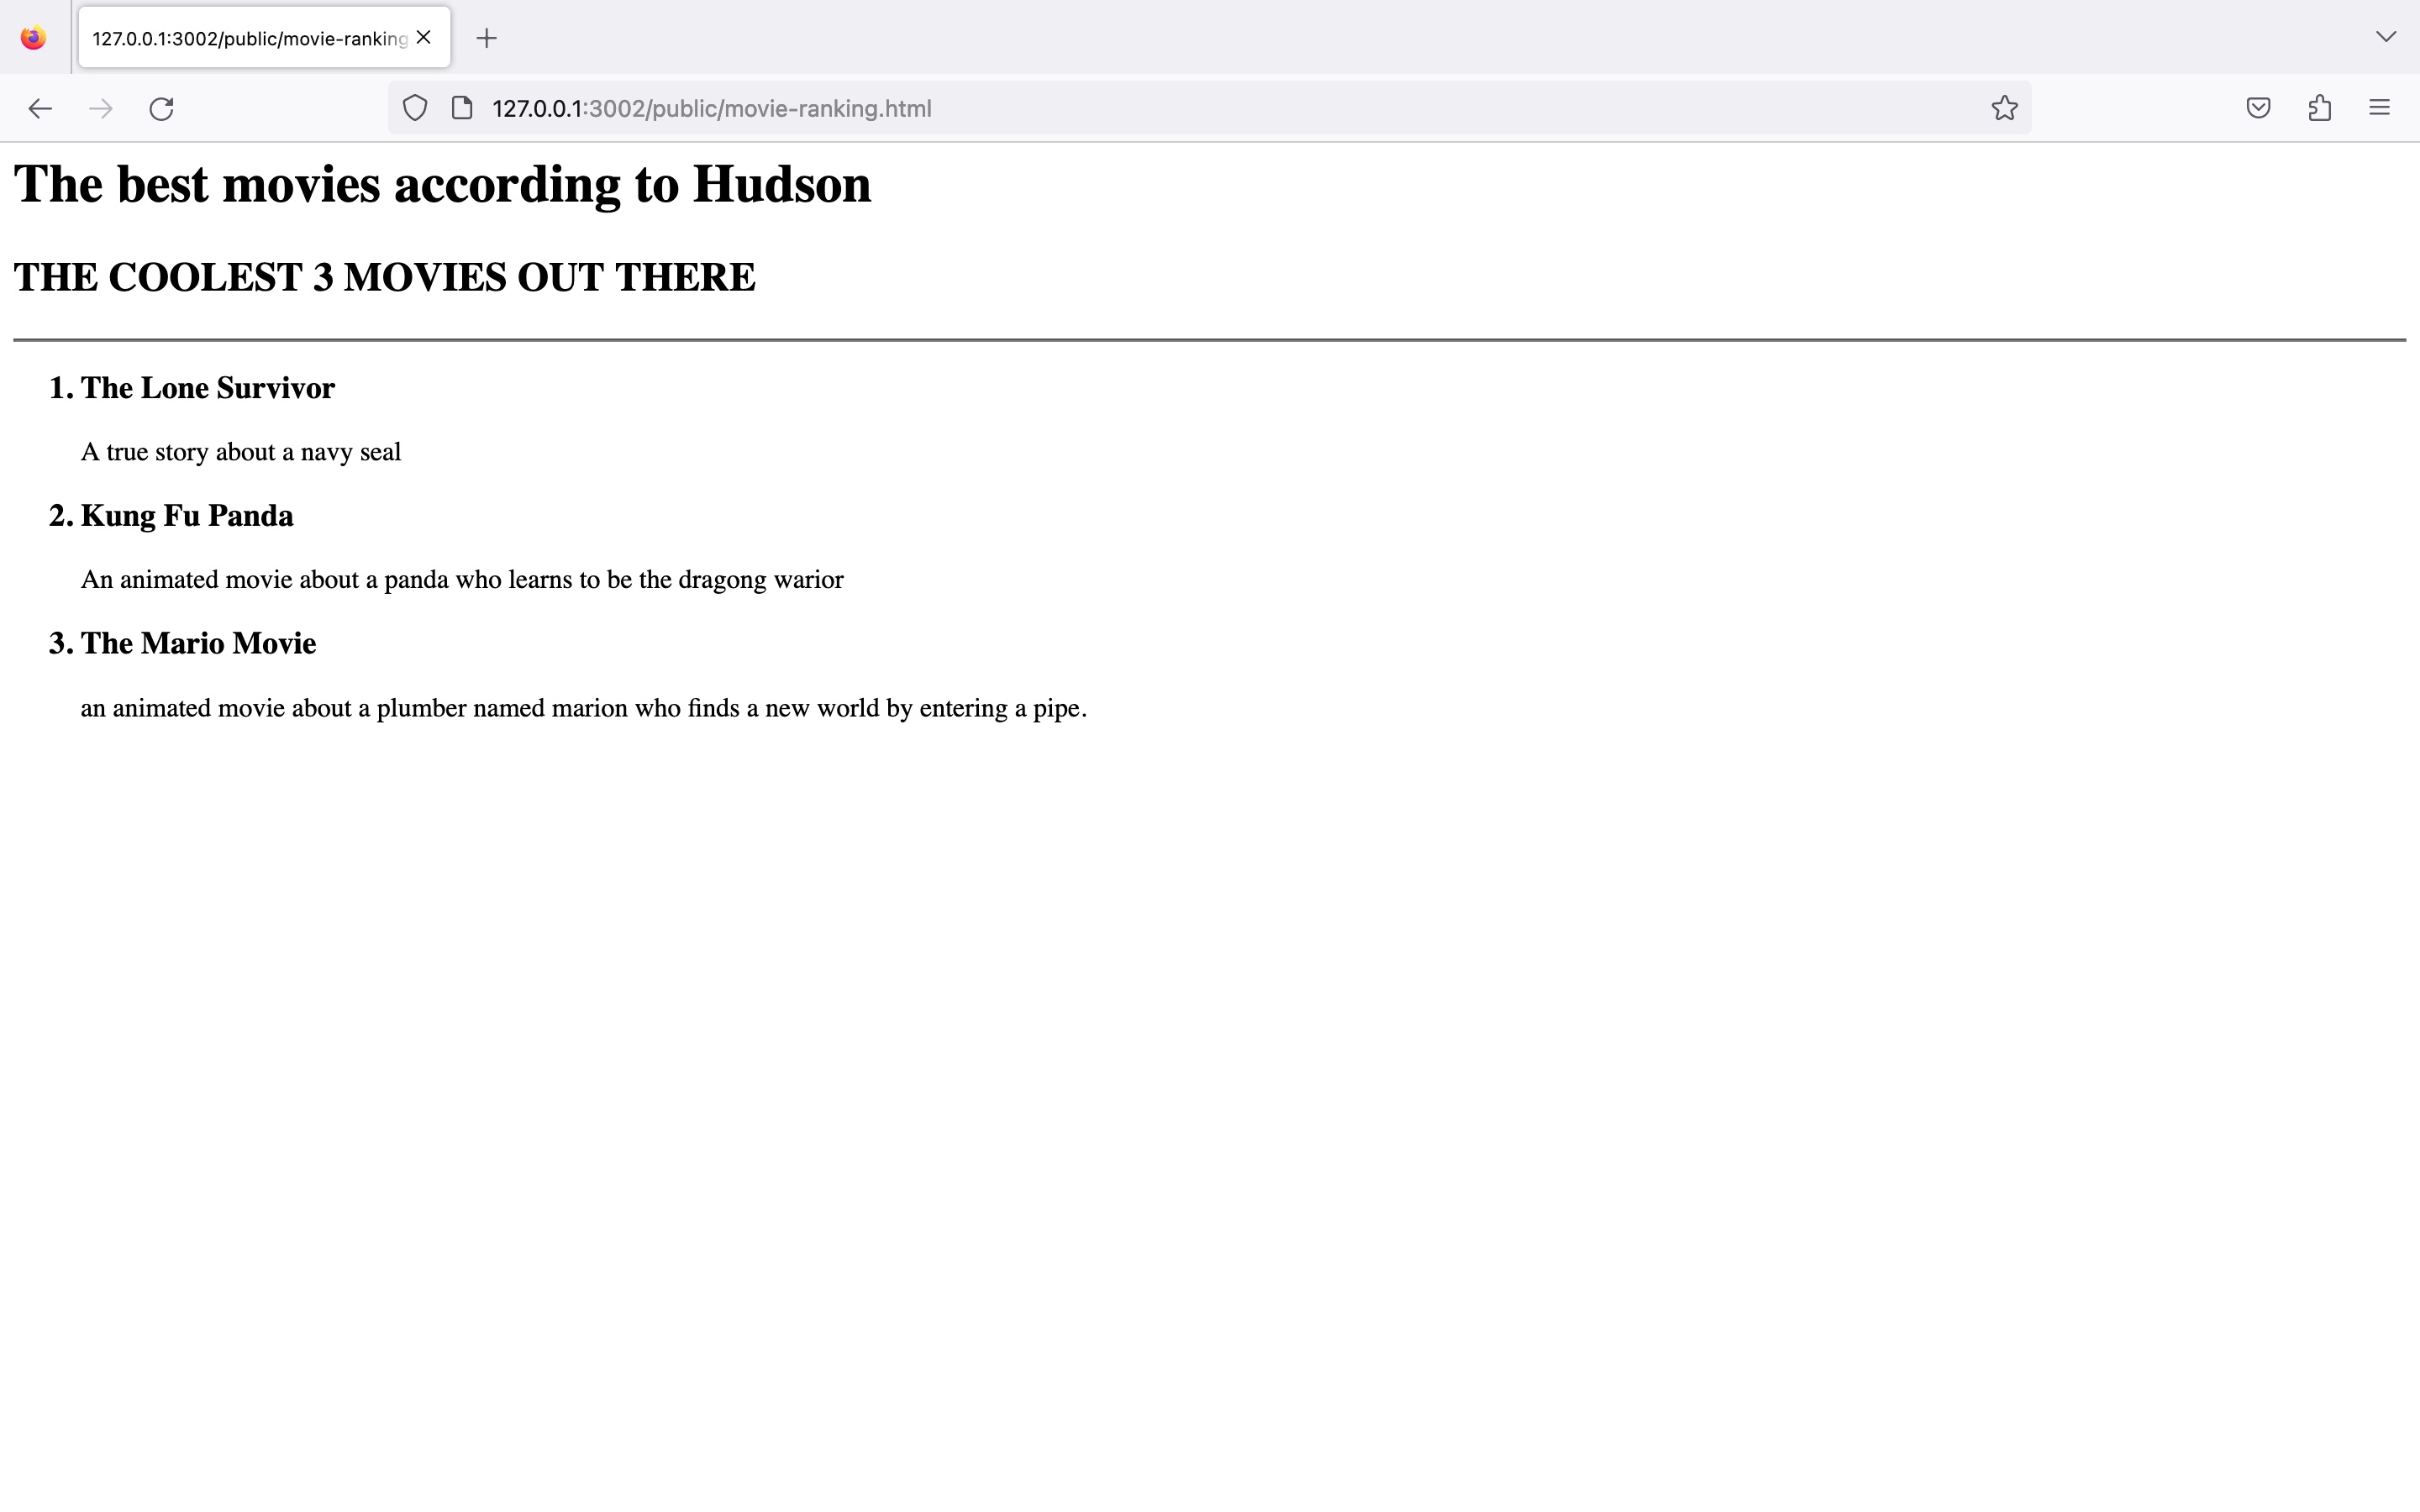 127.0.0.1:3002/public/movie-ranking
127.0.0.1:3002/public/movie-ranking.html
The best movies according to Hudson
THE COOLEST 3 MOVIES OUT THERE
1. The Lone Survivor
A true story about a navy seal
2. Kung Fu Panda
An animated movie about a panda who learns to be the dragong warior
3. The Mario Movie
an animated movie about a plumber named marion who finds a new world by entering a pipe.